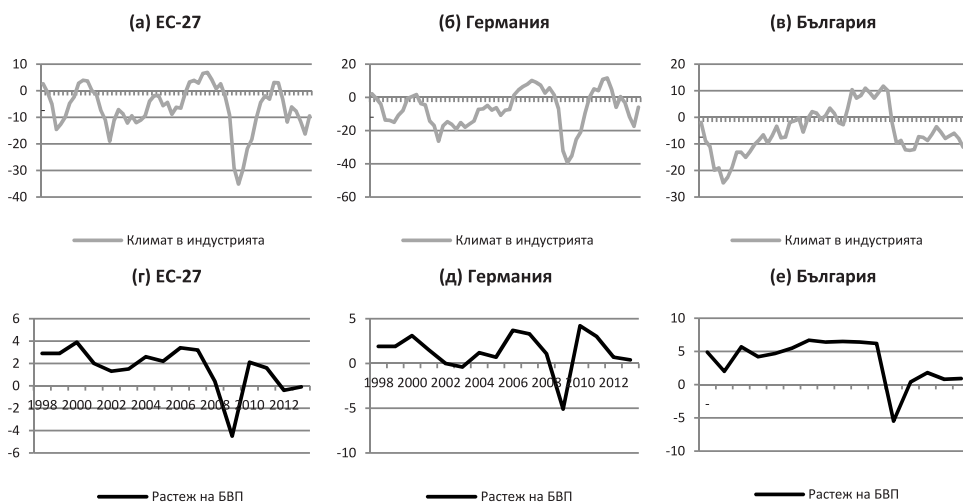 (а) ЕС-27
10
0
-10
-20
-30
-40
Климат в индустрията
(б) Германия
20
0
-20
-40
-60
Климат в индустрията
(в) България
20
10
0
-10
-20
-30
Климат в индустрията
(г) ЕС-27
6
4
2
0
-2
-4
-6
1998 2000 2002 2004 2006 2008 2010 2012
Растеж на БВП
(д) Германия
5
0
-5
-10
1998 2000 2002 2004 2006 2008 2010 2012
Растеж на БВП
(е) България
10
5
0
-5
-10
-
Растеж на БВП